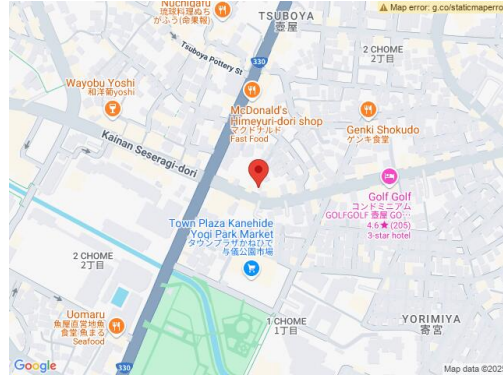 Nuchigafu
琉球料理ぬち
がふう(命果報)
TSUBOYA
壺屋
Map error: g.co/staticmaperro
2 CHOME
2丁目
Tsuboya Pottery St
330
Wayobu Yoshi
和洋葡yoshi
McDonald's
Himeyuri-dori shop
マクドナルド
Fast Food
Genki Shokudo
ゲンキ食堂
Kainan Seseragi-dori
Golf Golf
コンドミニアム
GOLFGOLF 壺屋 GO...
4.6★ (205)
3-star hotel
Town Plaza Kanehide
Yogi Park Market
タウンプラザかねひで
与儀公園市場
2 CHOME
2丁目
Uomaru
魚屋直営地魚
食堂 魚まる
Seafood
1 CHOME
1丁目
YORIMIYA
寄宮
330
Google
Map data ©202